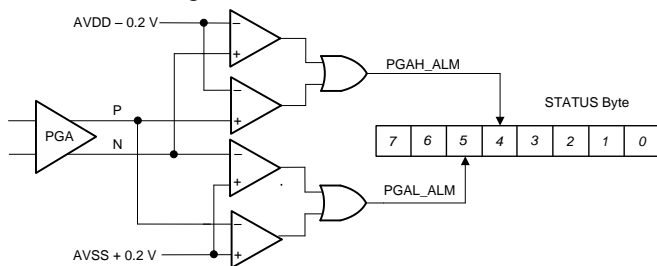 AVDD – 0.2 V
–
+
PGAH_ALM
–
+
STATUS Byte
P
PGA
N
7 6 5 4 3 2 1 0
–
+
PGAL_ALM
–
+
AVSS + 0.2 V